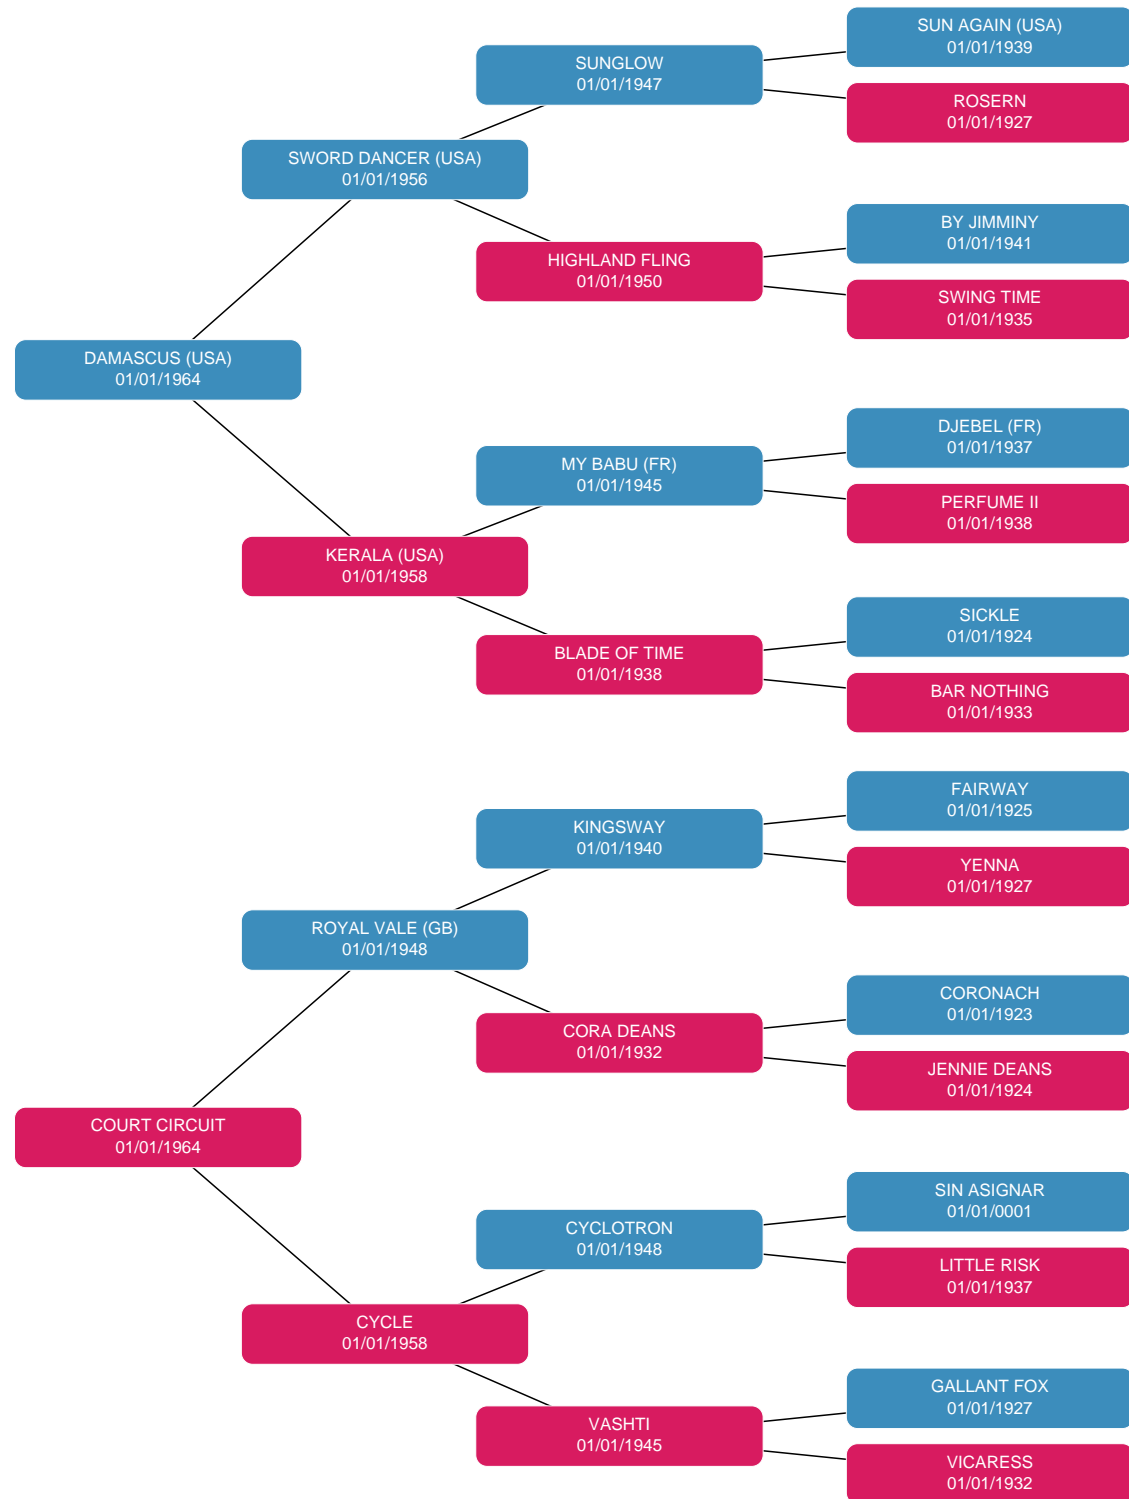 SUN AGAIN (USA)
01/01/1939
SUNGLOW
01/01/1947
ROSERN
01/01/1927
SWORD DANCER (USA)
01/01/1956
BY JIMMINY
01/01/1941
HIGHLAND FLING
01/01/1950
SWING TIME
01/01/1935
DAMASCUS (USA)
01/01/1964
DJEBEL (FR)
01/01/1937
MY BABU (FR)
01/01/1945
PERFUME II
01/01/1938
KERALA (USA)
01/01/1958
SICKLE
01/01/1924
BLADE OF TIME
01/01/1938
BAR NOTHING
01/01/1933
FAIRWAY
01/01/1925
KINGSWAY
01/01/1940
YENNA
01/01/1927
ROYAL VALE (GB)
01/01/1948
CORONACH
01/01/1923
CORA DEANS
01/01/1932
JENNIE DEANS
01/01/1924
COURT CIRCUIT
01/01/1964
SIN ASIGNAR
01/01/0001
CYCLOTRON
01/01/1948
LITTLE RISK
01/01/1937
CYCLE
01/01/1958
GALLANT FOX
01/01/1927
VASHTI
01/01/1945
VICARESS
01/01/1932